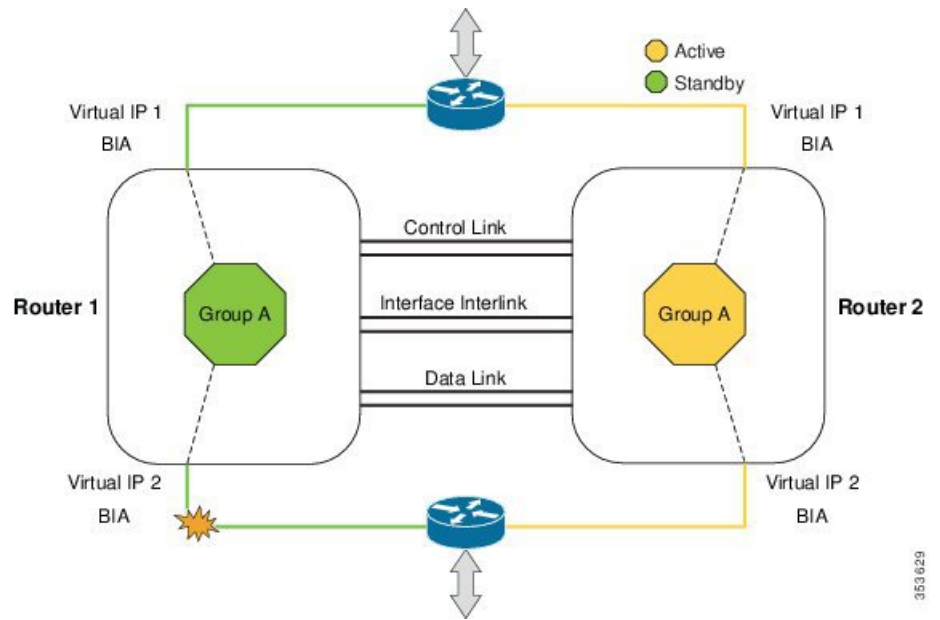 Active
Standby
Virtual IP 1
BIA
Virtual IP 1
BIA
Control Link
Router 1
Group A
Interface Interlink
Group A
Router 2
Data Link
Virtual IP 2
BIA
Virtual IP 2
BIA
353629